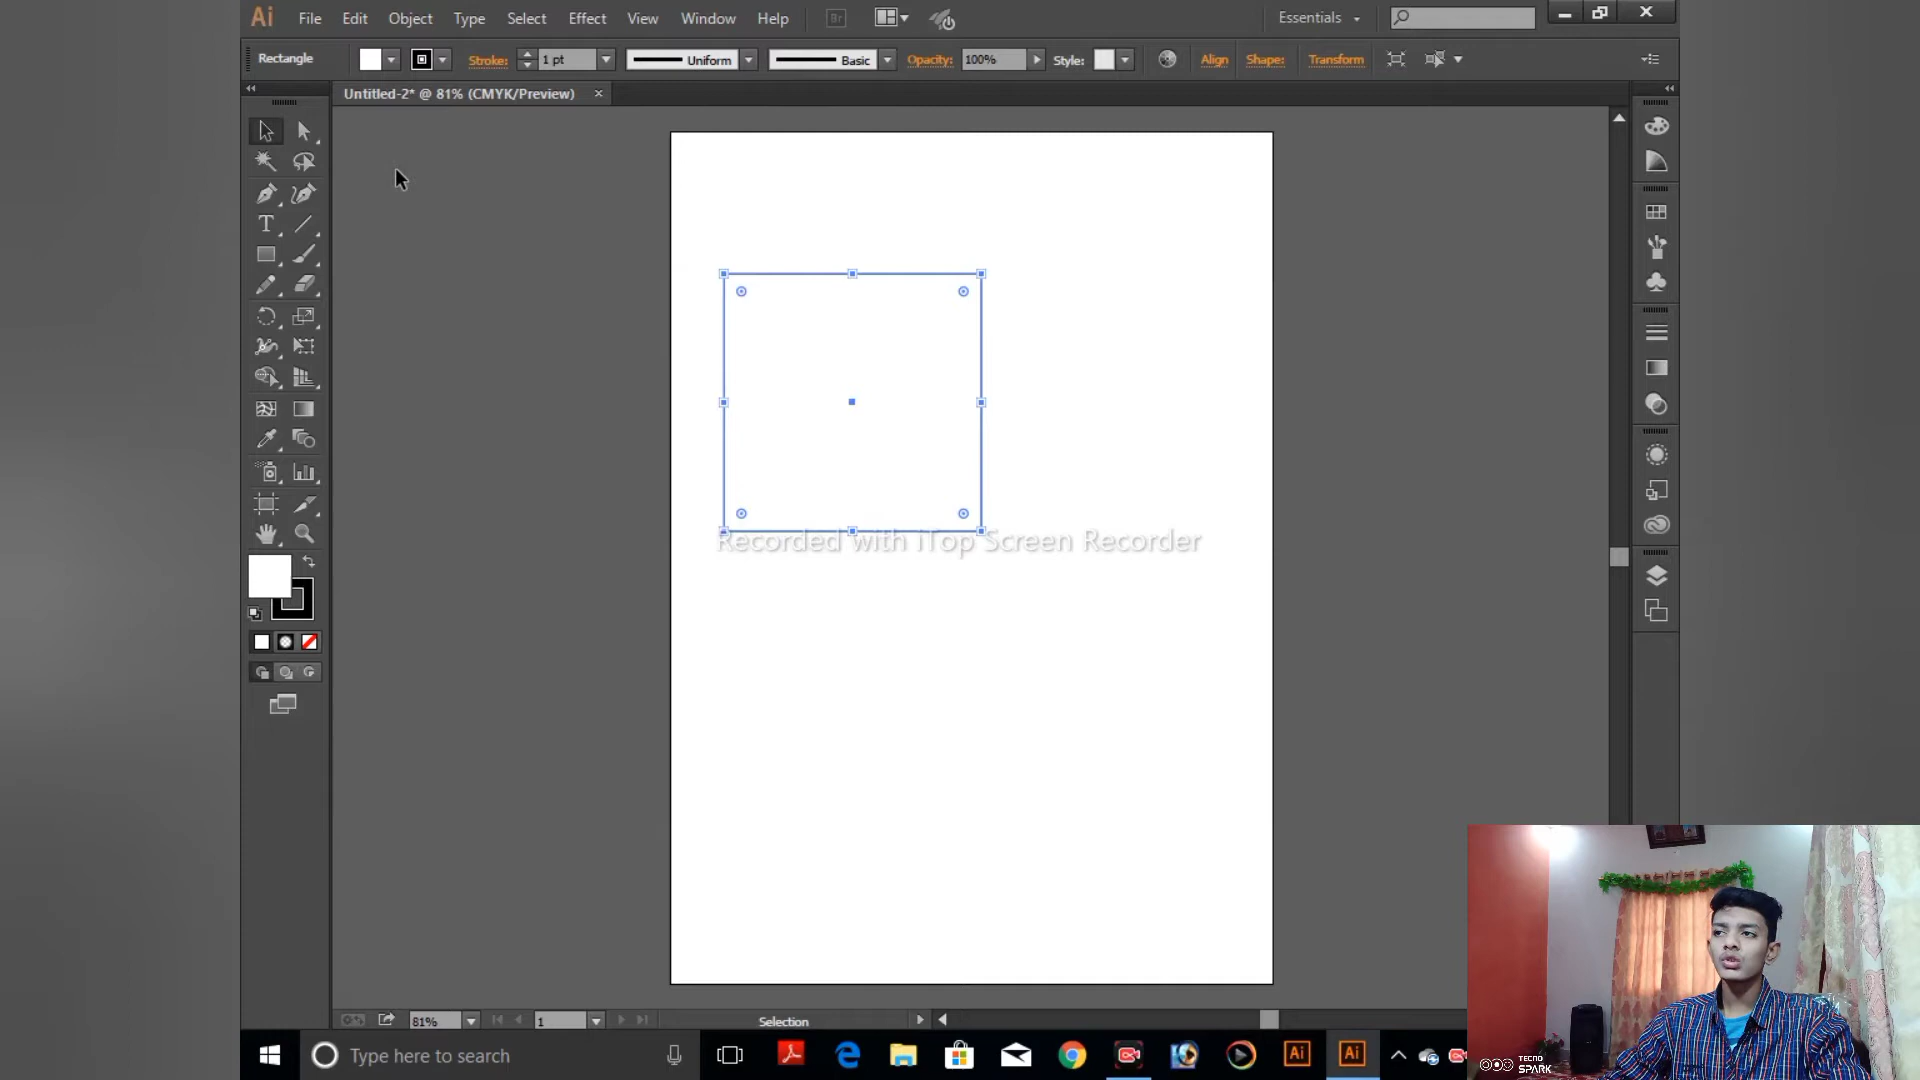 Ai File Edit Object Type Select Effect View Window Help Br Essentials
Rectangle Stroke: 1 pt Uniform Basic Opacity: 100% Style: Align Shape: Transform
Untitled-2* @ 81% (CMYK/Preview)
T
Recorded with iTop Screen Recorder
81% 1 Selection
Type here to search Ai Ai
TECNO
SPARK